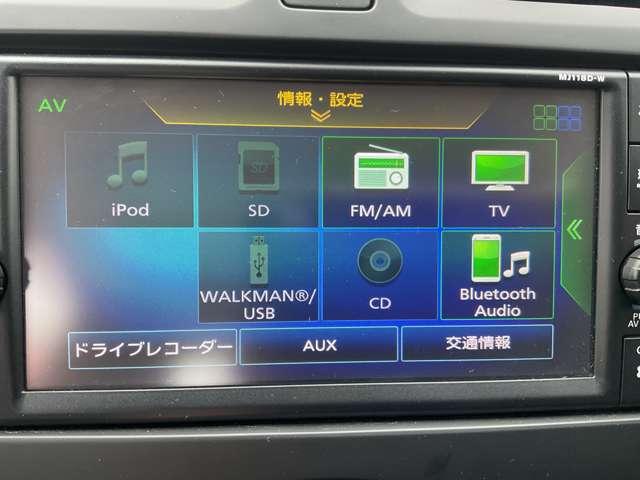 MJ118D-W
AV
情報・設定
iPod
SD
SD
FM/AM
TV
WALKMAN®/
USB
CD
Bluetooth
Audio
ドライブレコーダー
AUX
交通情報